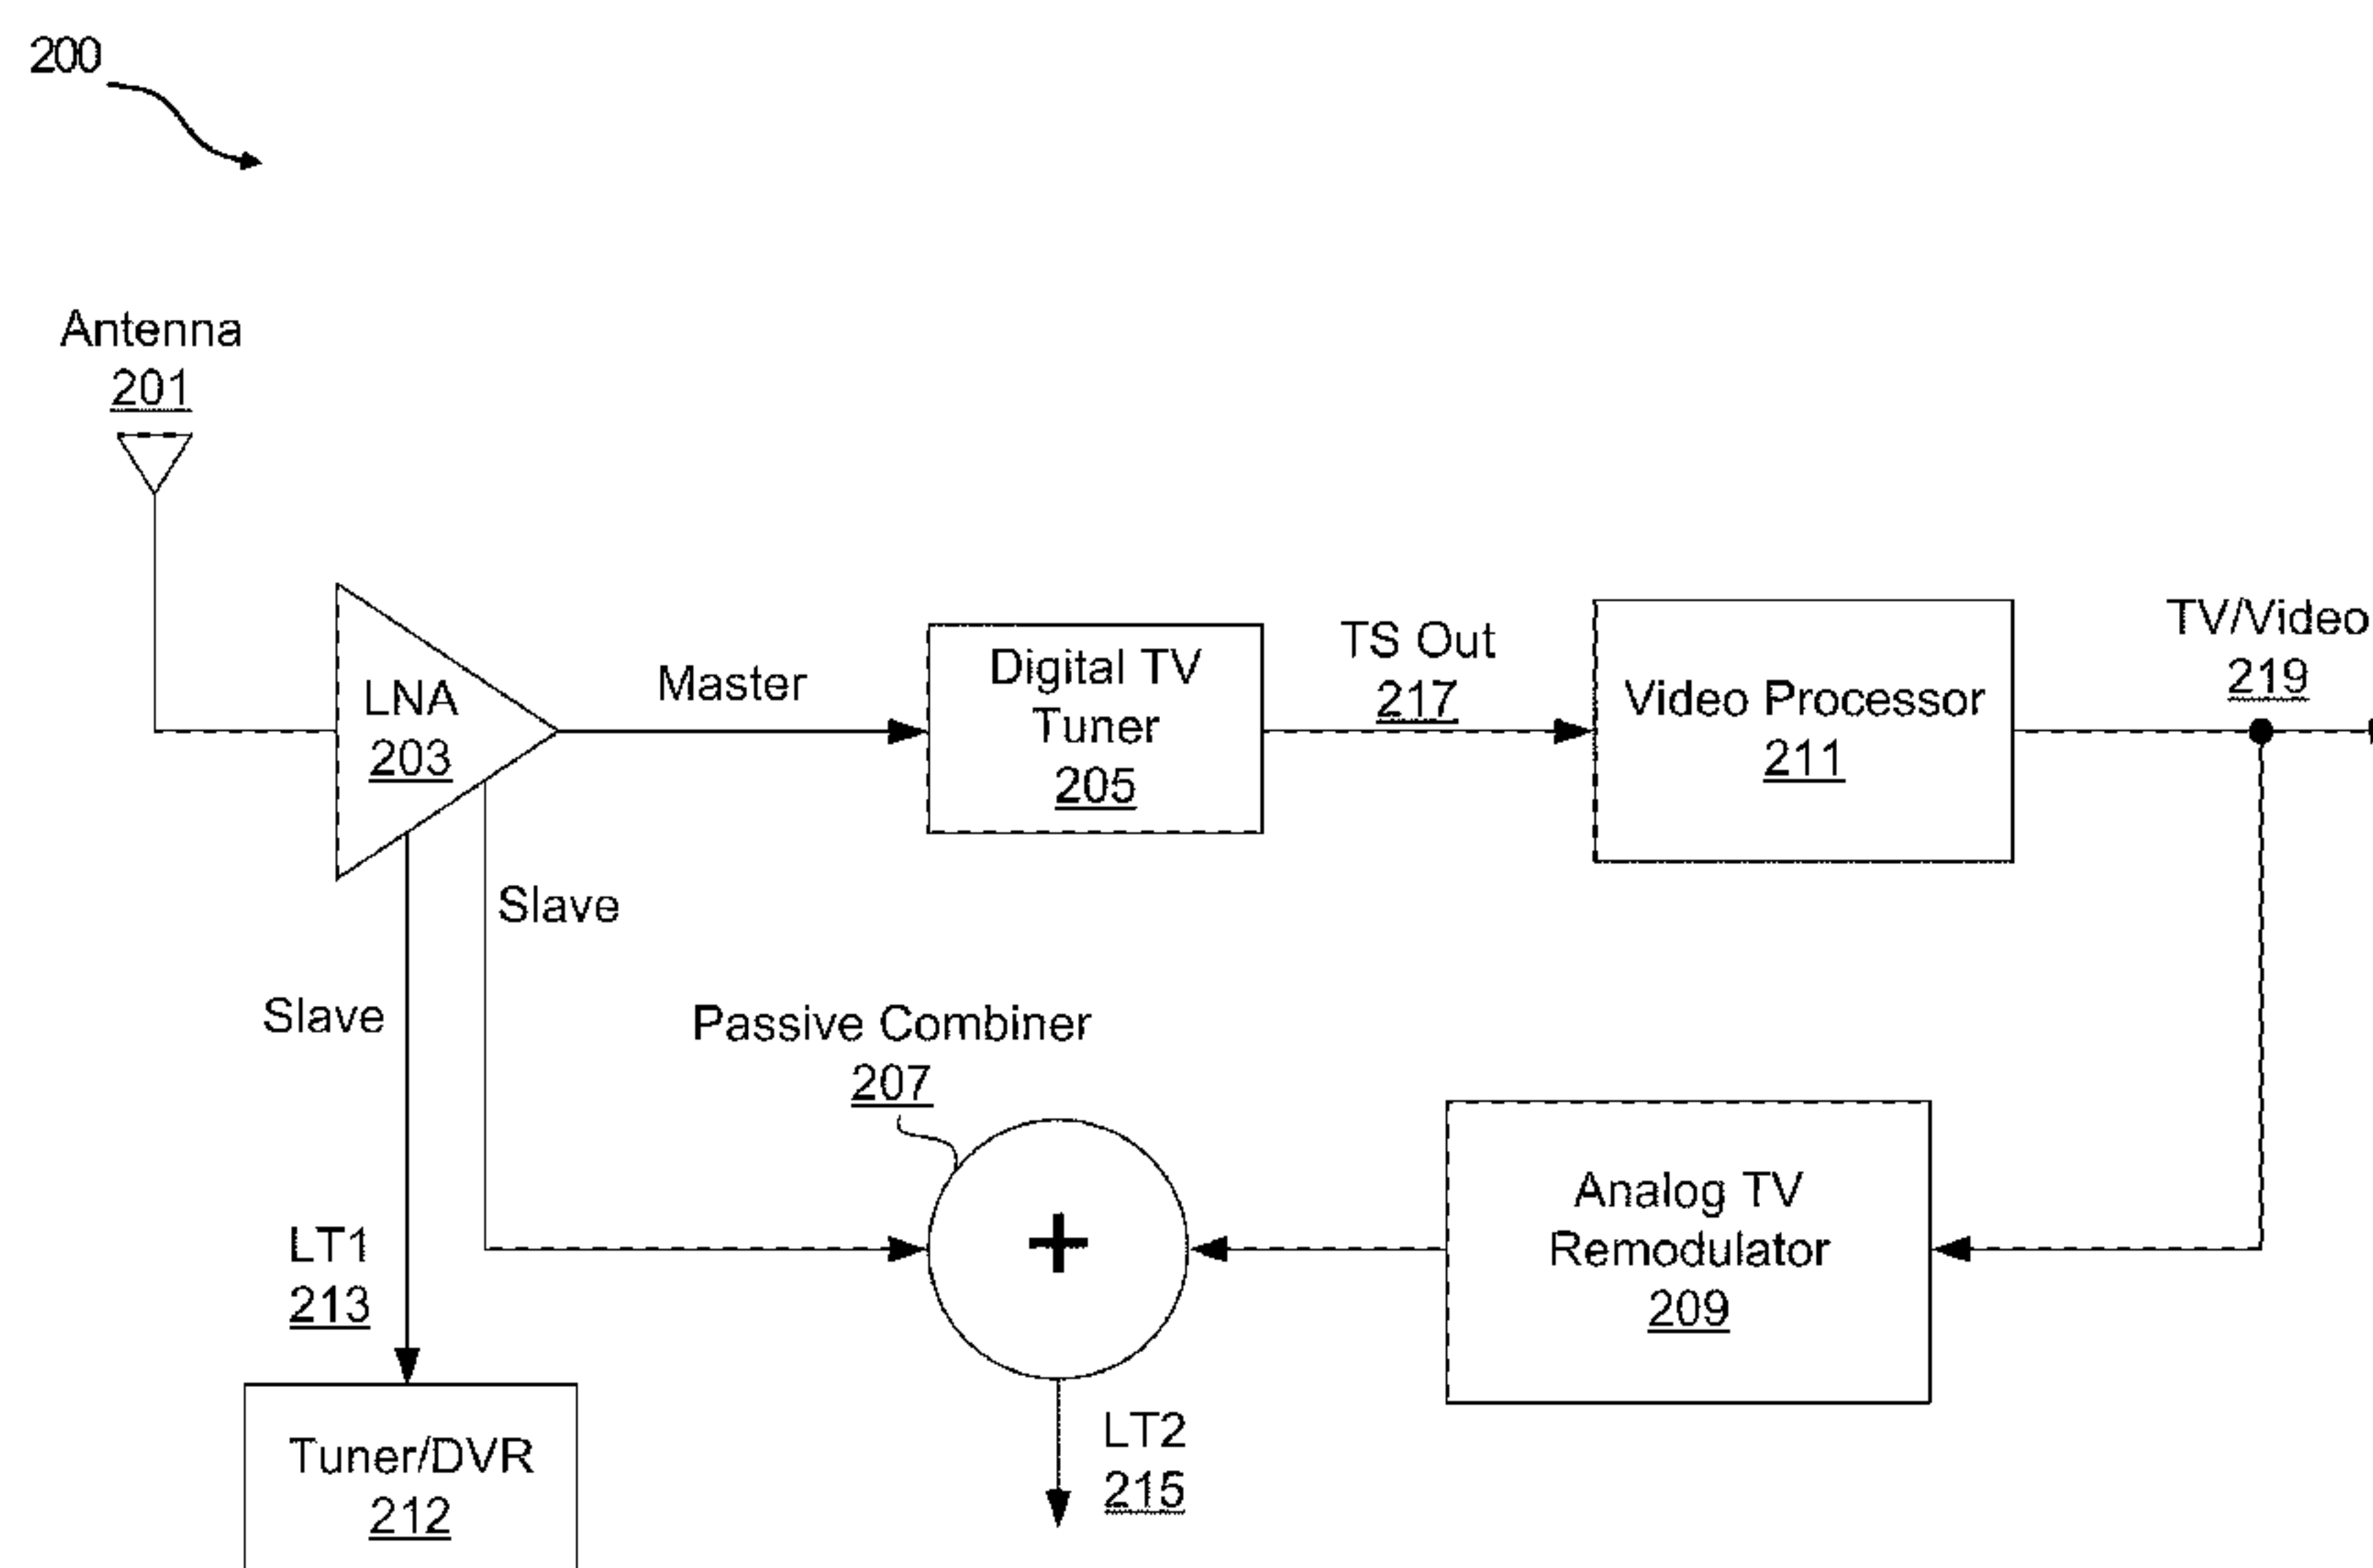 200
Antenna
201
LNA
203
Master
Digital TV
Tuner
205
TS Out
217
Video Processor
211
TV/Video
219
Slave
Slave
Passive Combiner
207
+
Analog TV
Remodulator
209
LT1
213
LT2
215
Tuner/DVR
212